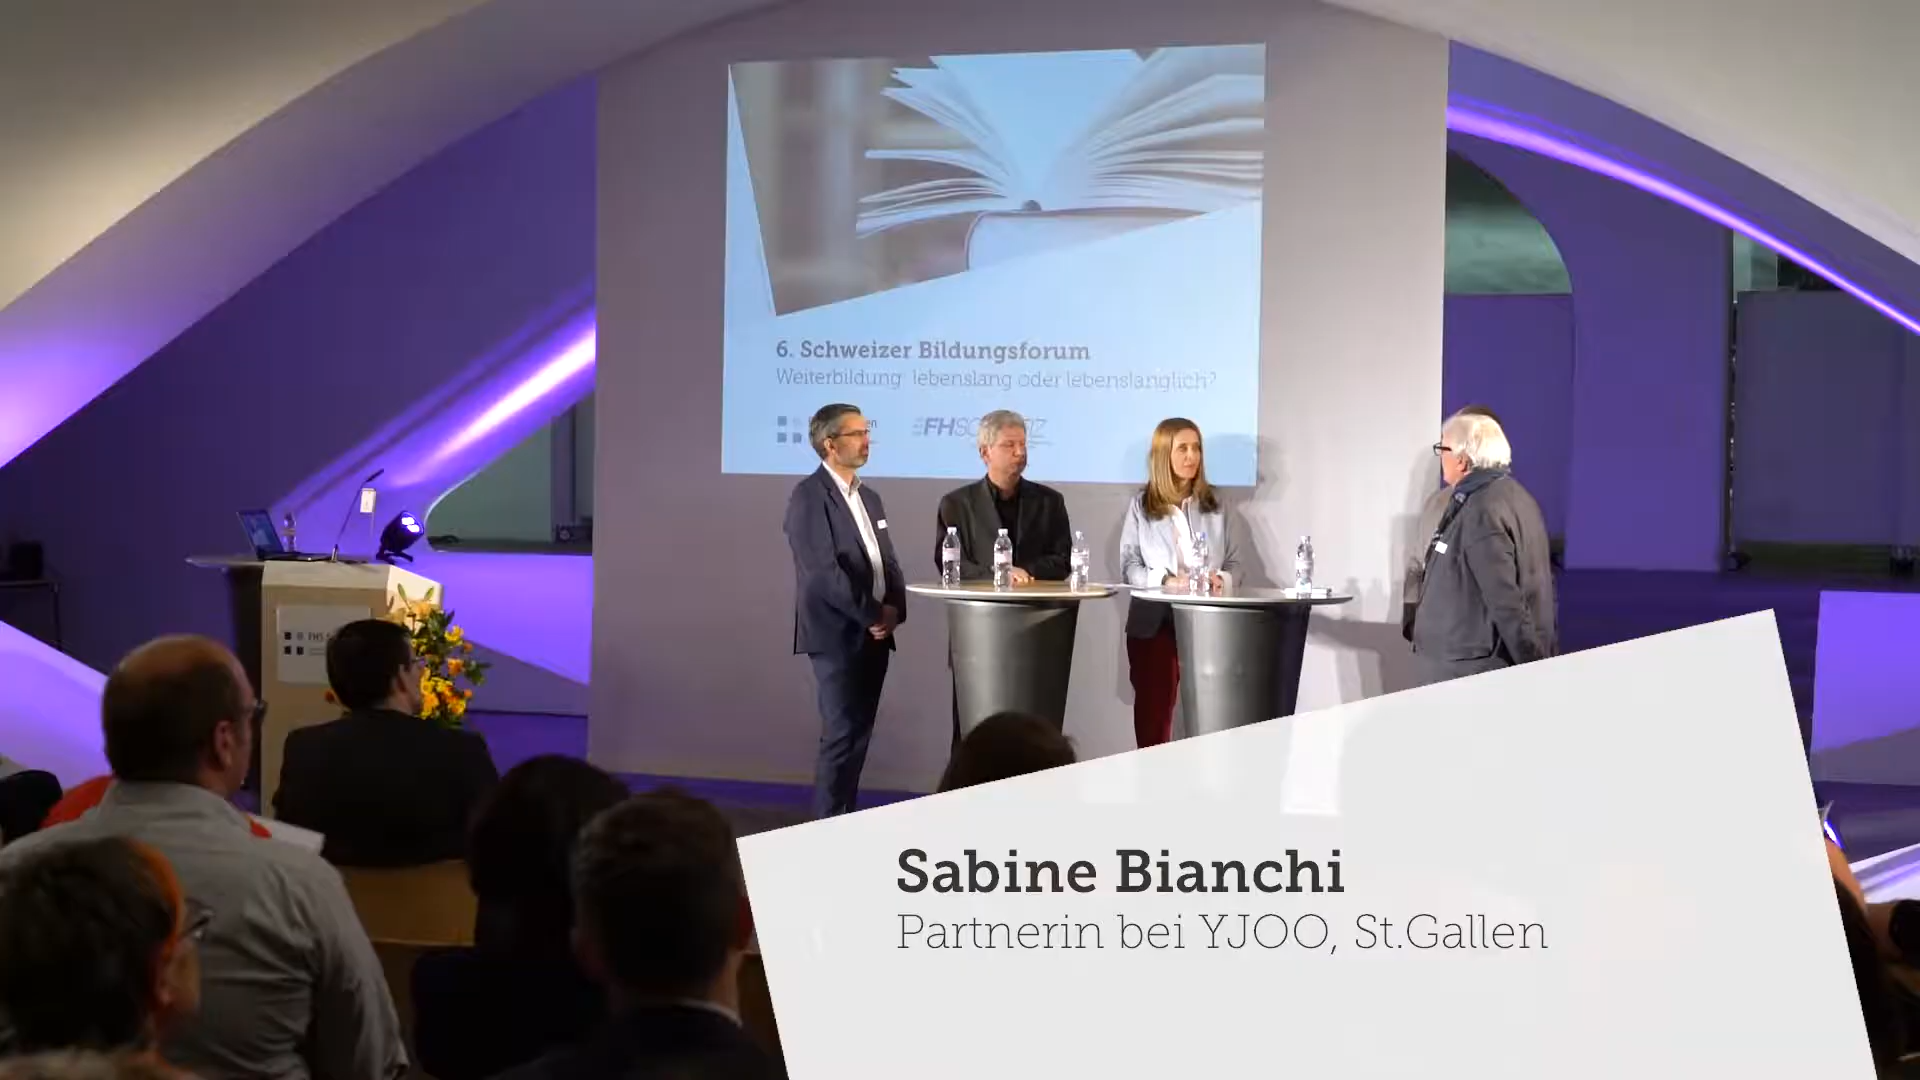 6. Schweizer Bildungsforum
Weiterbildung: lebenslang oder lebenslänglich?
Sabine Bianchi
Partnerin bei YJOO, St.Gallen